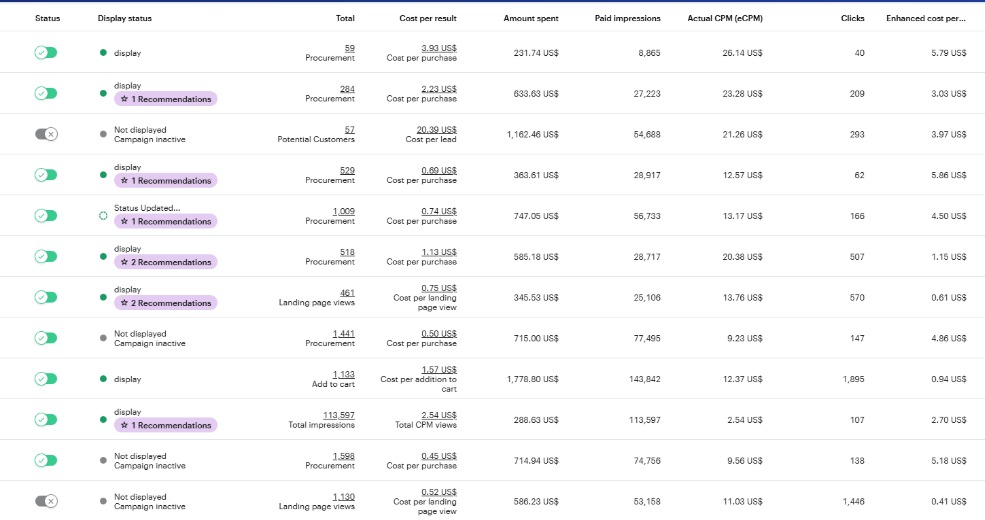 Status Display status Total Cost per result Amount spent Paid impressions Actual CPM (eCPM) Clicks Enhanced cost per...
display 59 Procurement 3.93 US$ Cost per purchase 231.74 US$ 8,865 26.14 US$ 40 5.79 US$
display 1 Recommendations 284 Procurement 2.23 US$ Cost per purchase 633.63 US$ 27,223 23.28 US$ 209 3.03 US$
Not displayed Campaign inactive 57 Potential Customers 20.39 US$ Cost per lead 1,162.46 US$ 54,688 21.26 US$ 293 3.97 US$
display 1 Recommendations 529 Procurement 0.69 US$ Cost per purchase 363.61 US$ 28,917 12.57 US$ 62 5.86 US$
Status Updated... 1 Recommendations 1,009 Procurement 0.74 US$ Cost per purchase 747.05 US$ 56,733 13.17 US$ 166 4.50 US$
display 2 Recommendations 518 Procurement 1.13 US$ Cost per purchase 585.18 US$ 28,717 20.38 US$ 507 1.15 US$
display 2 Recommendations 461 Landing page views 0.75 US$ Cost per landing page view 345.53 US$ 25,106 13.76 US$ 570 0.61 US$
Not displayed Campaign inactive 1,441 Procurement 0.50 US$ Cost per purchase 715.00 US$ 77,495 9.23 US$ 147 4.86 US$
display 1,133 Add to cart 1.57 US$ Cost per addition to cart 1,778.80 US$ 143,842 12.37 US$ 1,895 0.94 US$
display 1 Recommendations 113,597 Total impressions 2.54 US$ Total CPM views 288.63 US$ 113,597 2.54 US$ 107 2.70 US$
Not displayed Campaign inactive 1,598 Procurement 0.45 US$ Cost per purchase 714.94 US$ 74,756 9.56 US$ 138 5.18 US$
Not displayed Campaign inactive 1,130 Landing page views 0.52 US$ Cost per landing page view 586.23 US$ 53,158 11.03 US$ 1,446 0.41 US$